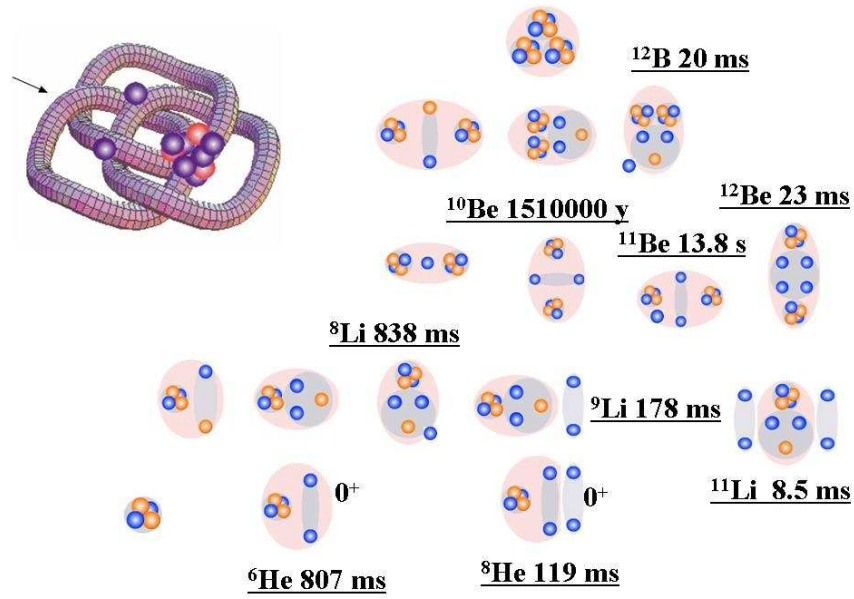 ¹²B 20 ms
¹²Be 23 ms
¹⁰Be 1510000 y
¹¹Be 13.8 s
⁸Li 838 ms
⁹Li 178 ms
¹¹Li 8.5 ms
0⁺
0⁺
⁶He 807 ms
⁸He 119 ms